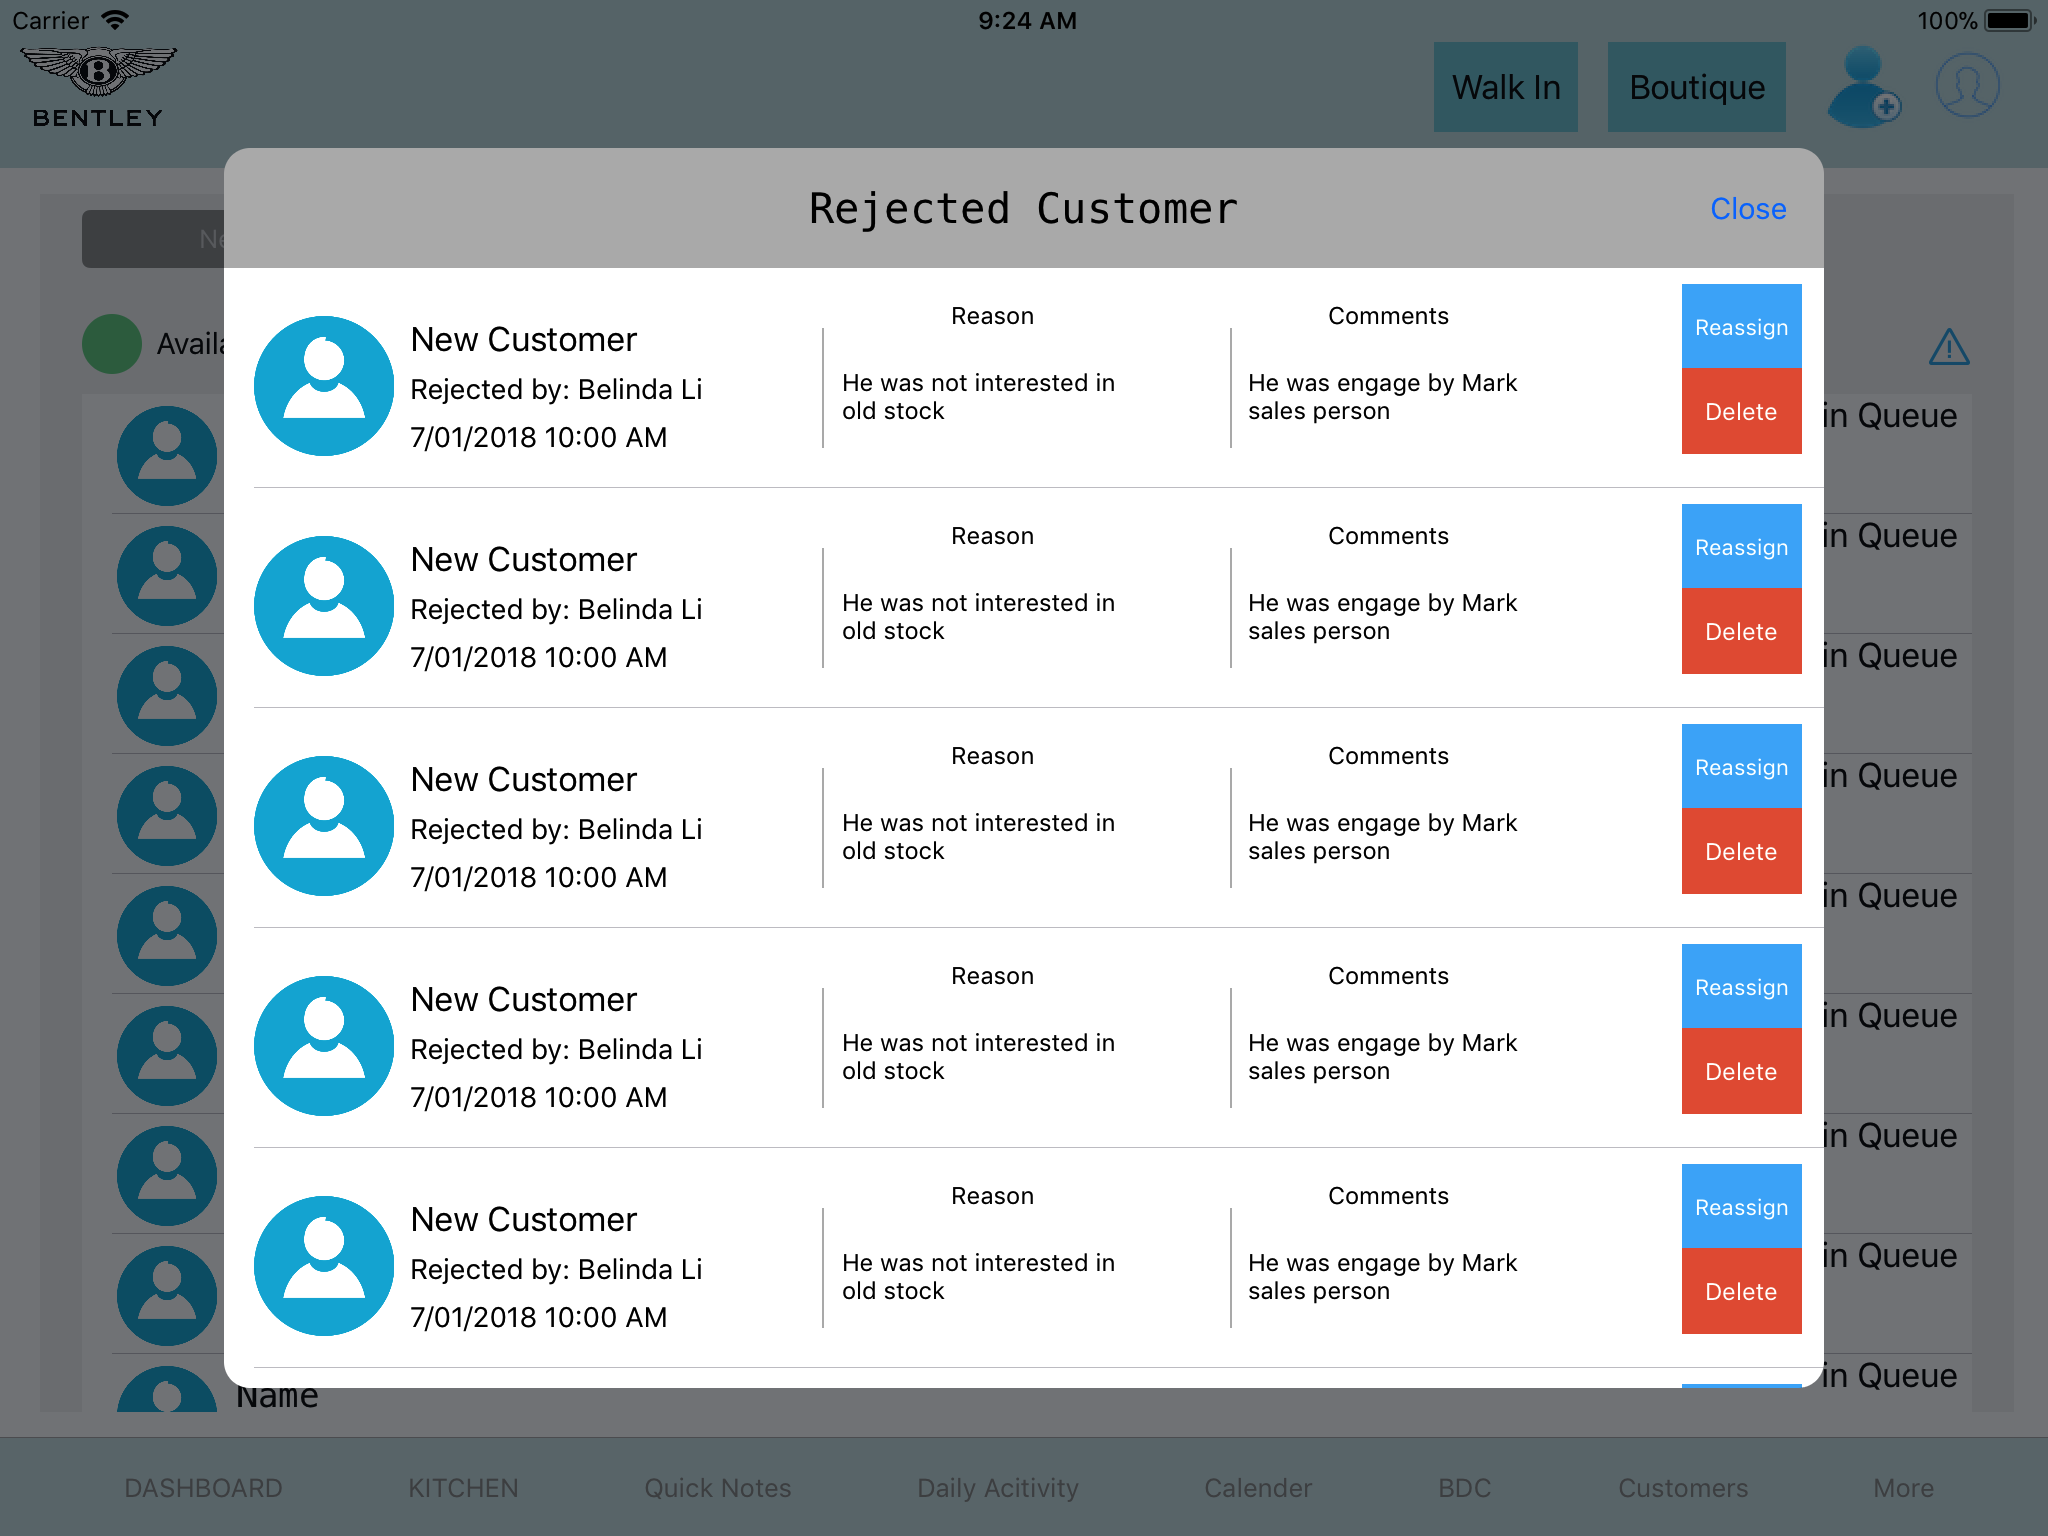 Carrier 9:24 AM 100%
BENTLEY
Walk In
Boutique
Rejected Customer
Close
New Customer
Rejected by: Belinda Li
7/01/2018 10:00 AM
Reason
He was not interested in
old stock
Comments
He was engage by Mark
sales person
Reassign
Delete
in Queue
in Queue
New Customer
Rejected by: Belinda Li
7/01/2018 10:00 AM
Reason
He was not interested in
old stock
Comments
He was engage by Mark
sales person
Reassign
Delete
in Queue
New Customer
Rejected by: Belinda Li
7/01/2018 10:00 AM
Reason
He was not interested in
old stock
Comments
He was engage by Mark
sales person
Reassign
Delete
in Queue
in Queue
New Customer
Rejected by: Belinda Li
7/01/2018 10:00 AM
Reason
He was not interested in
old stock
Comments
He was engage by Mark
sales person
Reassign
Delete
in Queue
in Queue
New Customer
Rejected by: Belinda Li
7/01/2018 10:00 AM
Reason
He was not interested in
old stock
Comments
He was engage by Mark
sales person
Reassign
Delete
in Queue
in Queue
Name
DASHBOARD KITCHEN Quick Notes Daily Acitivity Calender BDC Customers More